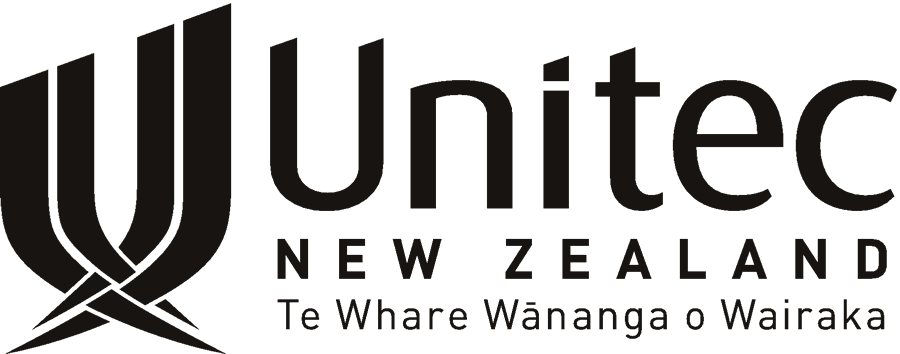 Unitec
NEW ZEALAND
Te Whare Wānanga o Wairaka